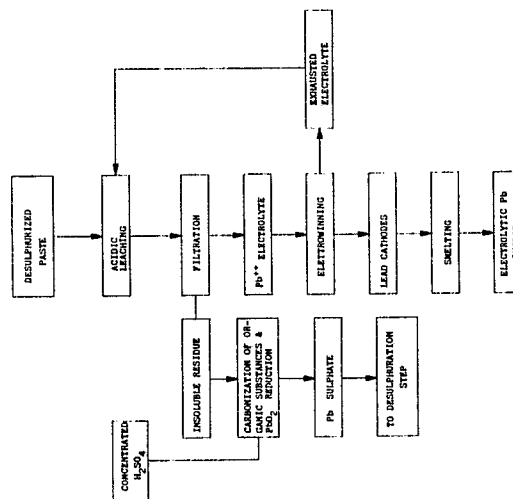 DESULPHURIZED
PASTE
ACIDIC
LEACHING
FILTRATION
Pb⁺⁺ ELECTROLYTE
ELETTROWINNING
LEAD CATHODES
SMELTING
ELECTROLYTIC Pb
EXHAUSTED
ELECTROLYTE
INSOLUBLE RESIDUE
CARBONIZATION OF OR-
GANIC SUBSTANCES &
PbO₂ REDUCTION
Pb SULPHATE
TO DESULPHURATION
STEP
CONCENTRATED
H₂SO₄